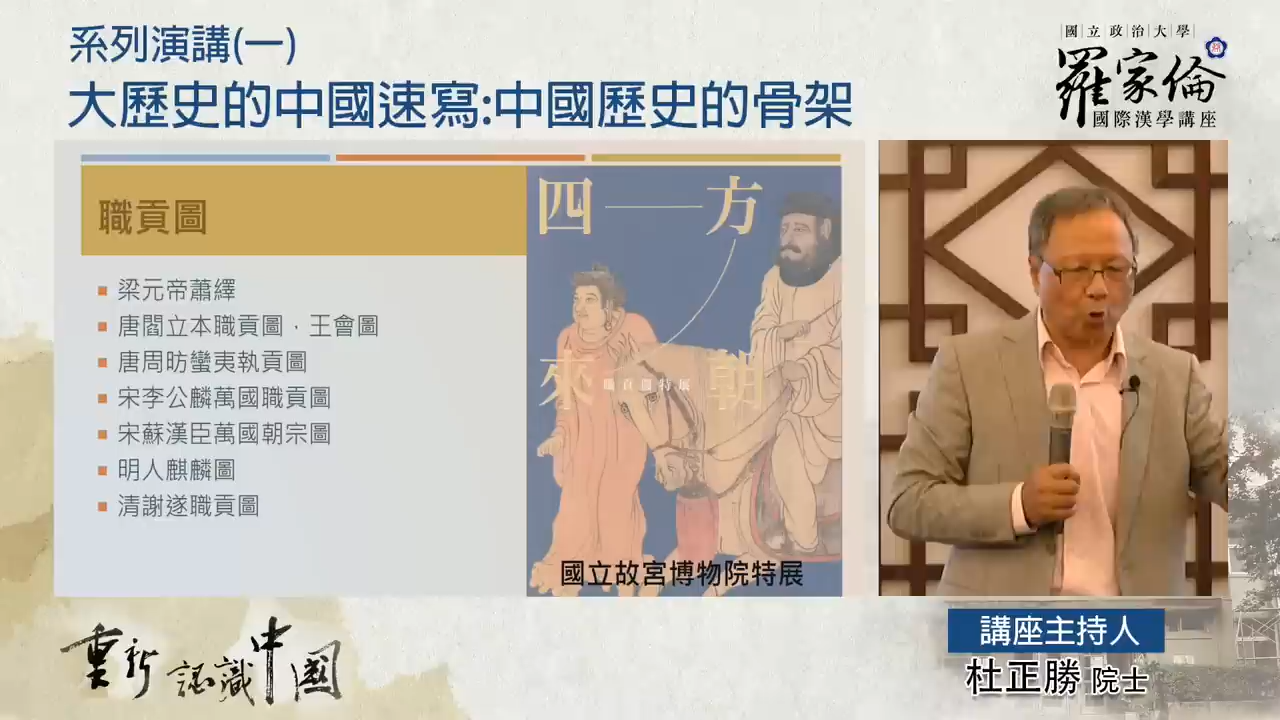 系列演講(一)
大歷史的中國速寫:中國歷史的骨架
國立政治大學
羅家倫
國際漢學講座
職貢圖
梁元帝蕭繹
唐閻立本職貢圖，王會圖
唐周昉蠻夷執貢圖
宋李公麟萬國職貢圖
宋蘇漢臣萬國朝宗圖
明人麒麟圖
清謝遂職貢圖
四方
來朝
職貢圖特展
國立故宮博物院特展
重新認識中國
講座主持人
杜正勝 院士